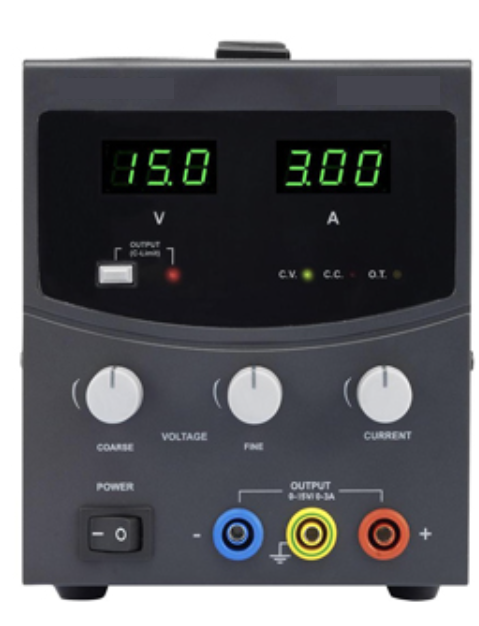 15.0 3.00
V A
OUTPUT
(C-Limit)
C.V. C.C. O.T.
COARSE VOLTAGE FINE CURRENT
POWER
OUTPUT
0-15V/ 0-3A
- +
– O